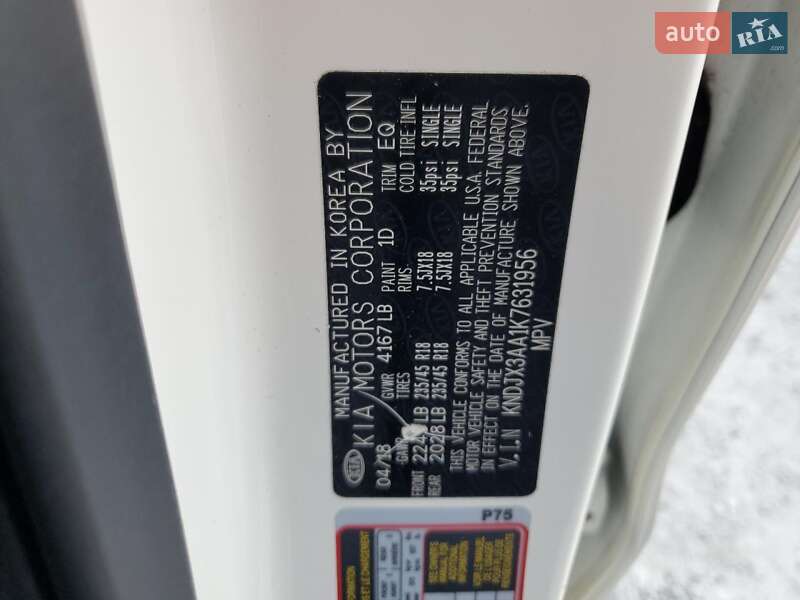 auto RIA
.com
MANUFACTURED IN KOREA BY
KIA KIA MOTORS CORPORATION
04/18 GVWR 4167 LB PAINT 1D TRIM EQ
GAWR TIRES RIMS COLD TIRE INFL
FRONT LB 235/45 R18 7.5JX18 35psi SINGLE
REAR 2028 LB 235/45 R18 7.5JX18 35psi SINGLE
THIS VEHICLE CONFORMS TO ALL APPLICABLE U.S.A. FEDERAL
MOTOR VEHICLE SAFETY AND THEFT PREVENTION STANDARDS
IN EFFECT ON THE DATE OF MANUFACTURE SHOWN ABOVE.
V.I.N KNDJX3AA1K7631956
MPV
P75